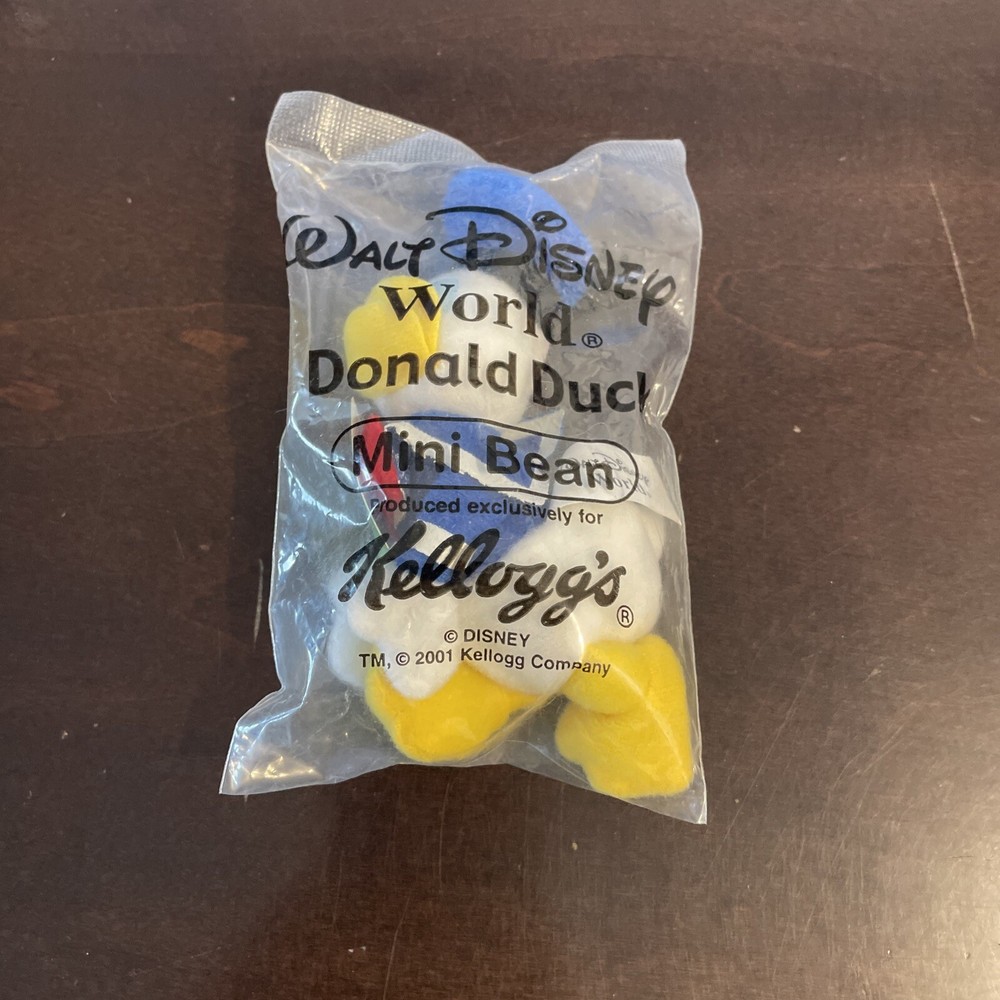 WALT DISNEY
World®
Donald Duck
Mini Bean
produced exclusively for
Kellogg's®
© DISNEY
TM, © 2001 Kellogg Company